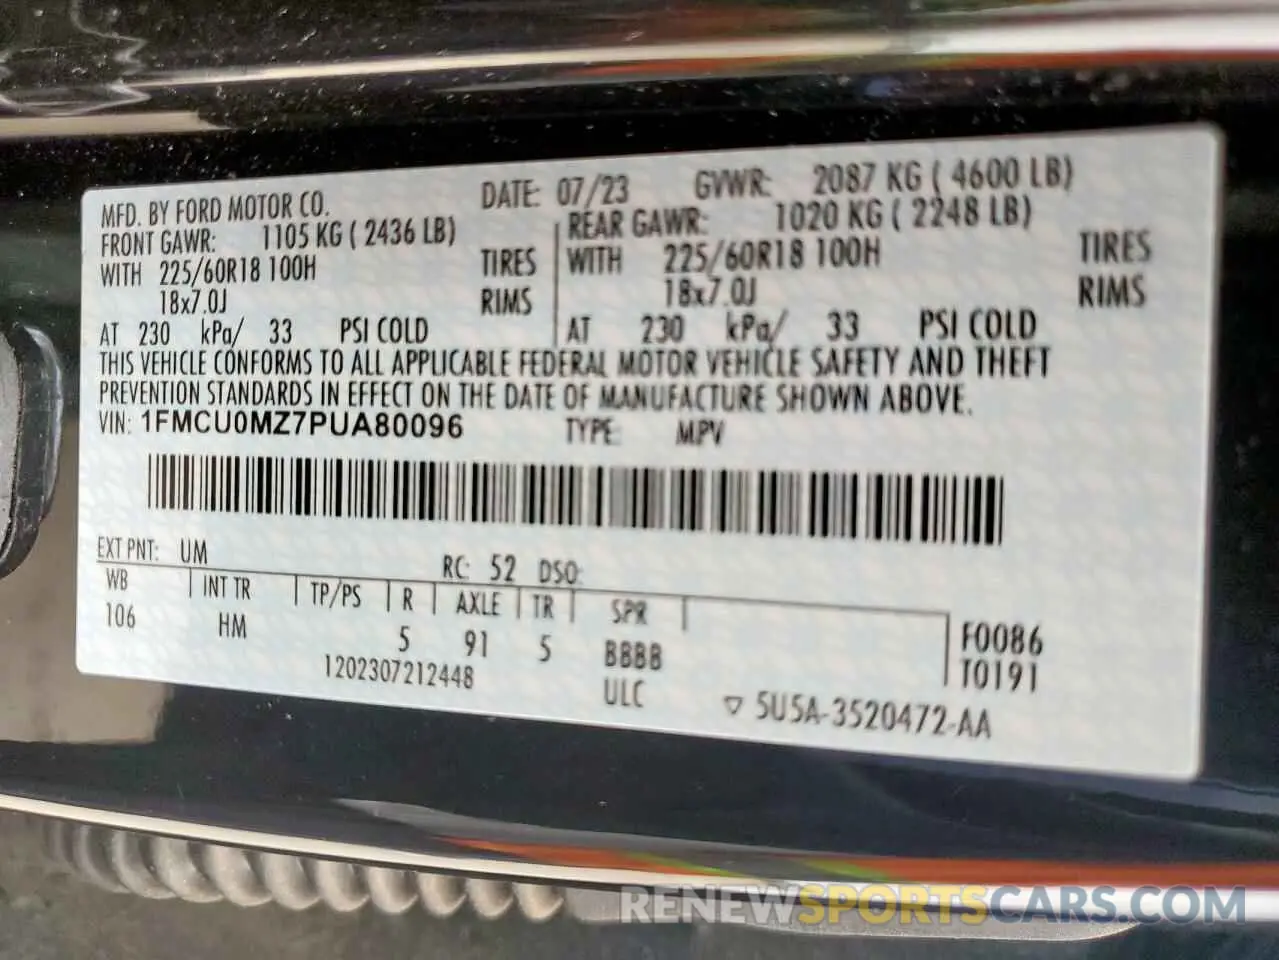 MFD. BY FORD MOTOR CO. DATE: 07/23 GVWR: 2087 KG ( 4600 LB)
FRONT GAWR: 1105 KG ( 2436 LB) REAR GAWR: 1020 KG ( 2248 LB)
WITH 225/60R18 100H TIRES WITH 225/60R18 100H TIRES
18x7.0J RIMS 18x7.0J RIMS
AT 230 kPa/ 33 PSI COLD AT 230 kPa/ 33 PSI COLD
THIS VEHICLE CONFORMS TO ALL APPLICABLE FEDERAL MOTOR VEHICLE SAFETY AND THEFT
PREVENTION STANDARDS IN EFFECT ON THE DATE OF MANUFACTURE SHOWN ABOVE.
VIN: 1FMCU0MZ7PUA80096 TYPE: MPV
EXT PNT: UM RC: 52 DSO:
WB INT TR TP/PS R AXLE TR SPR
106 HM 5 91 5 BBBB F0086
1202307212448 ULC T0191
▽ 5U5A-3520472-AA
RENEWSPORTSCARS.COM